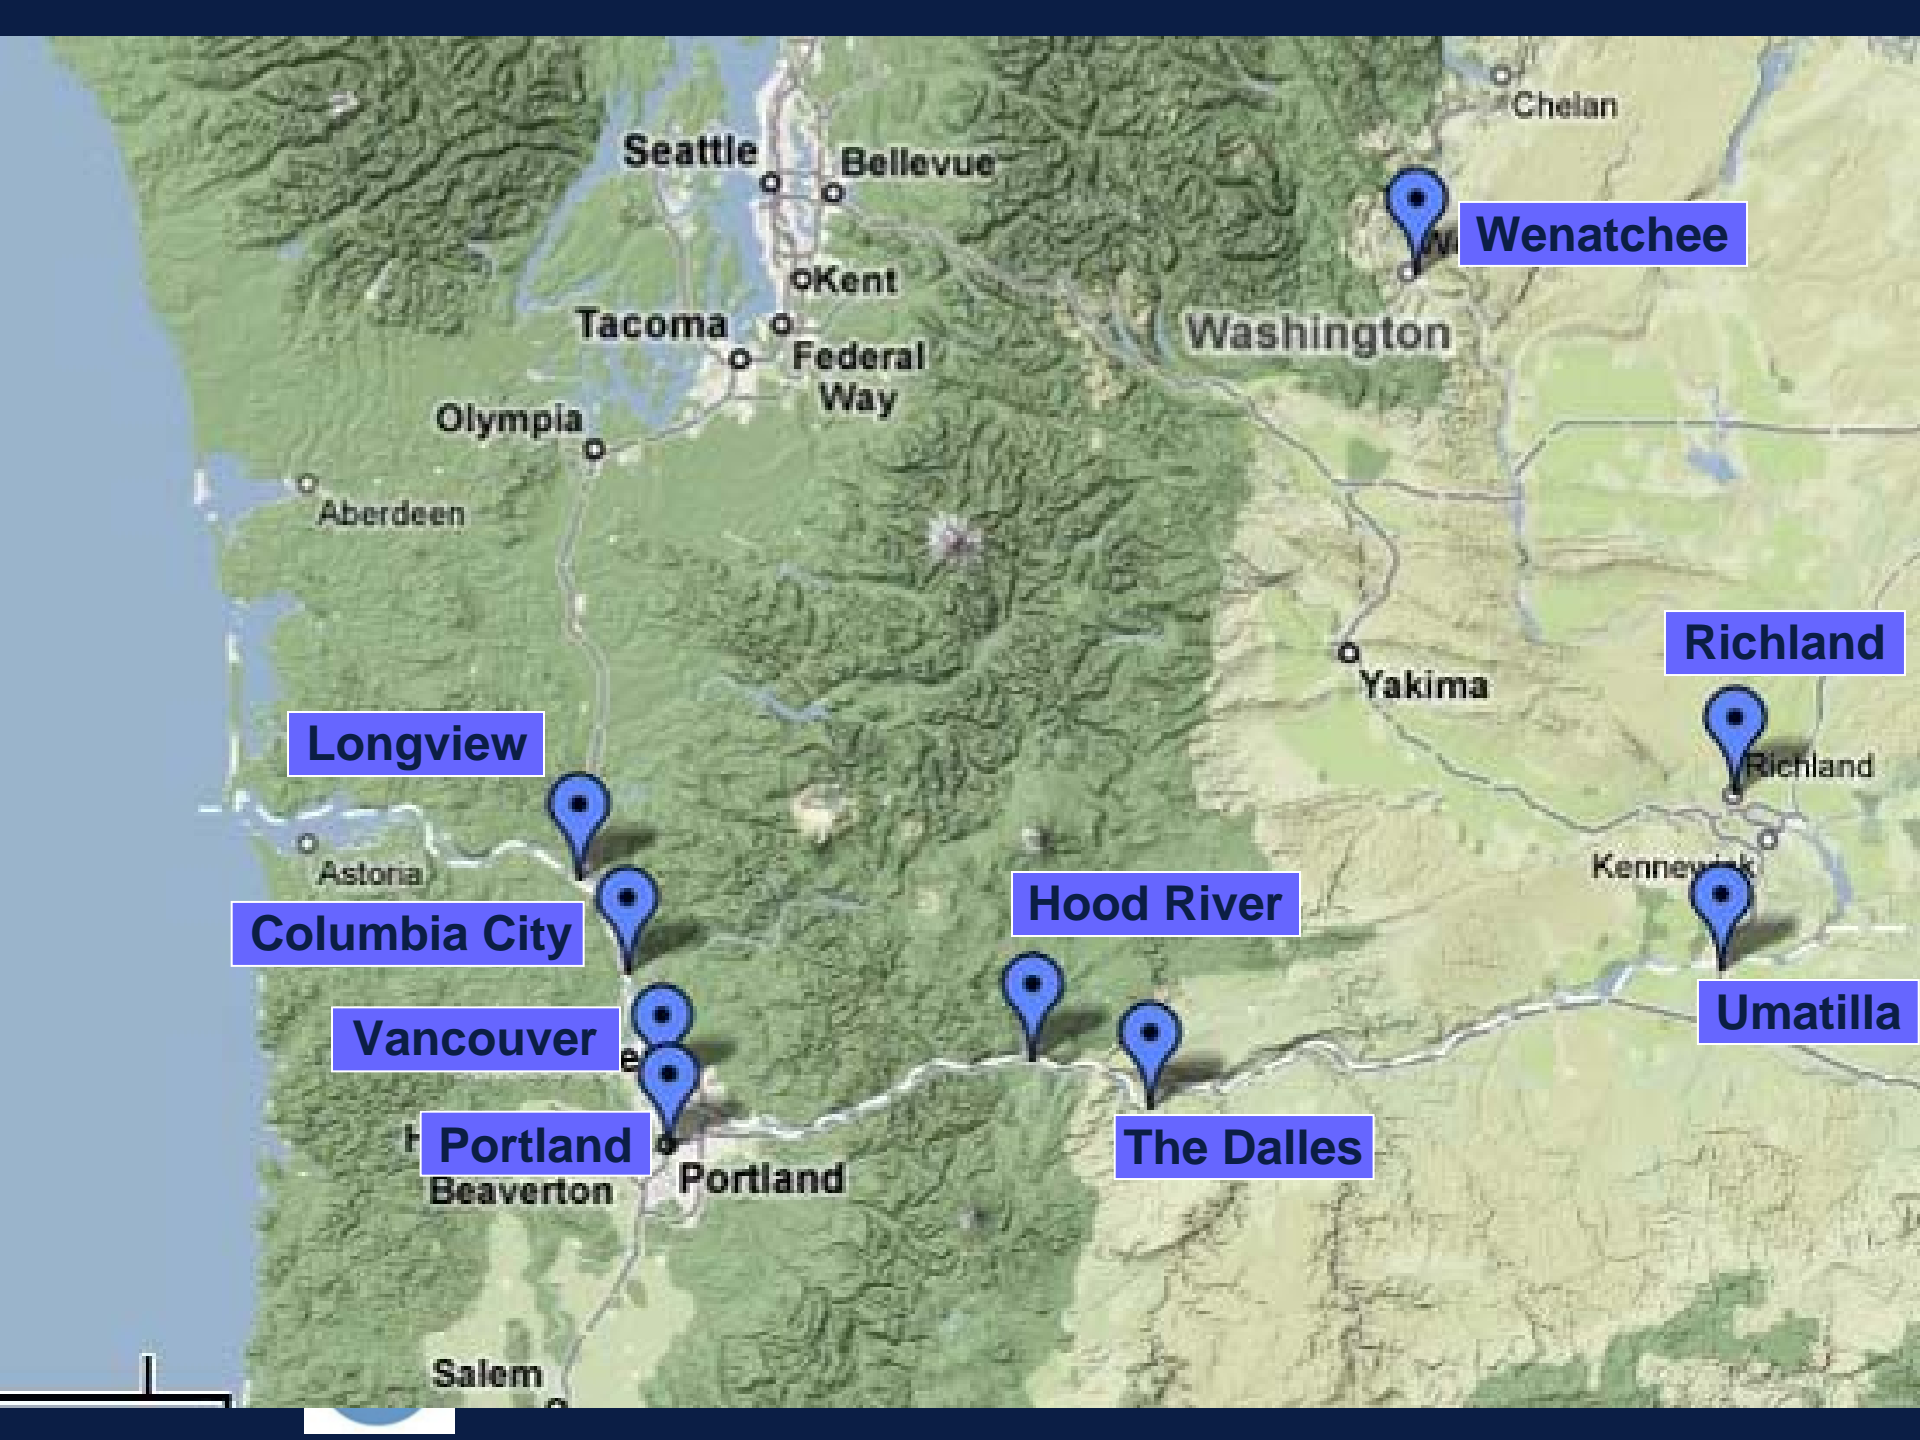 Chelan
Seattle
Bellevue
Wenatchee
Kent
Tacoma
Washington
Federal
Way
Olympia
Aberdeen
Richland
Yakima
Longview
Richland
Astoria
Kennewick
Hood River
Columbia City
Umatilla
Vancouver
Portland
The Dalles
Portland
Beaverton
Salem